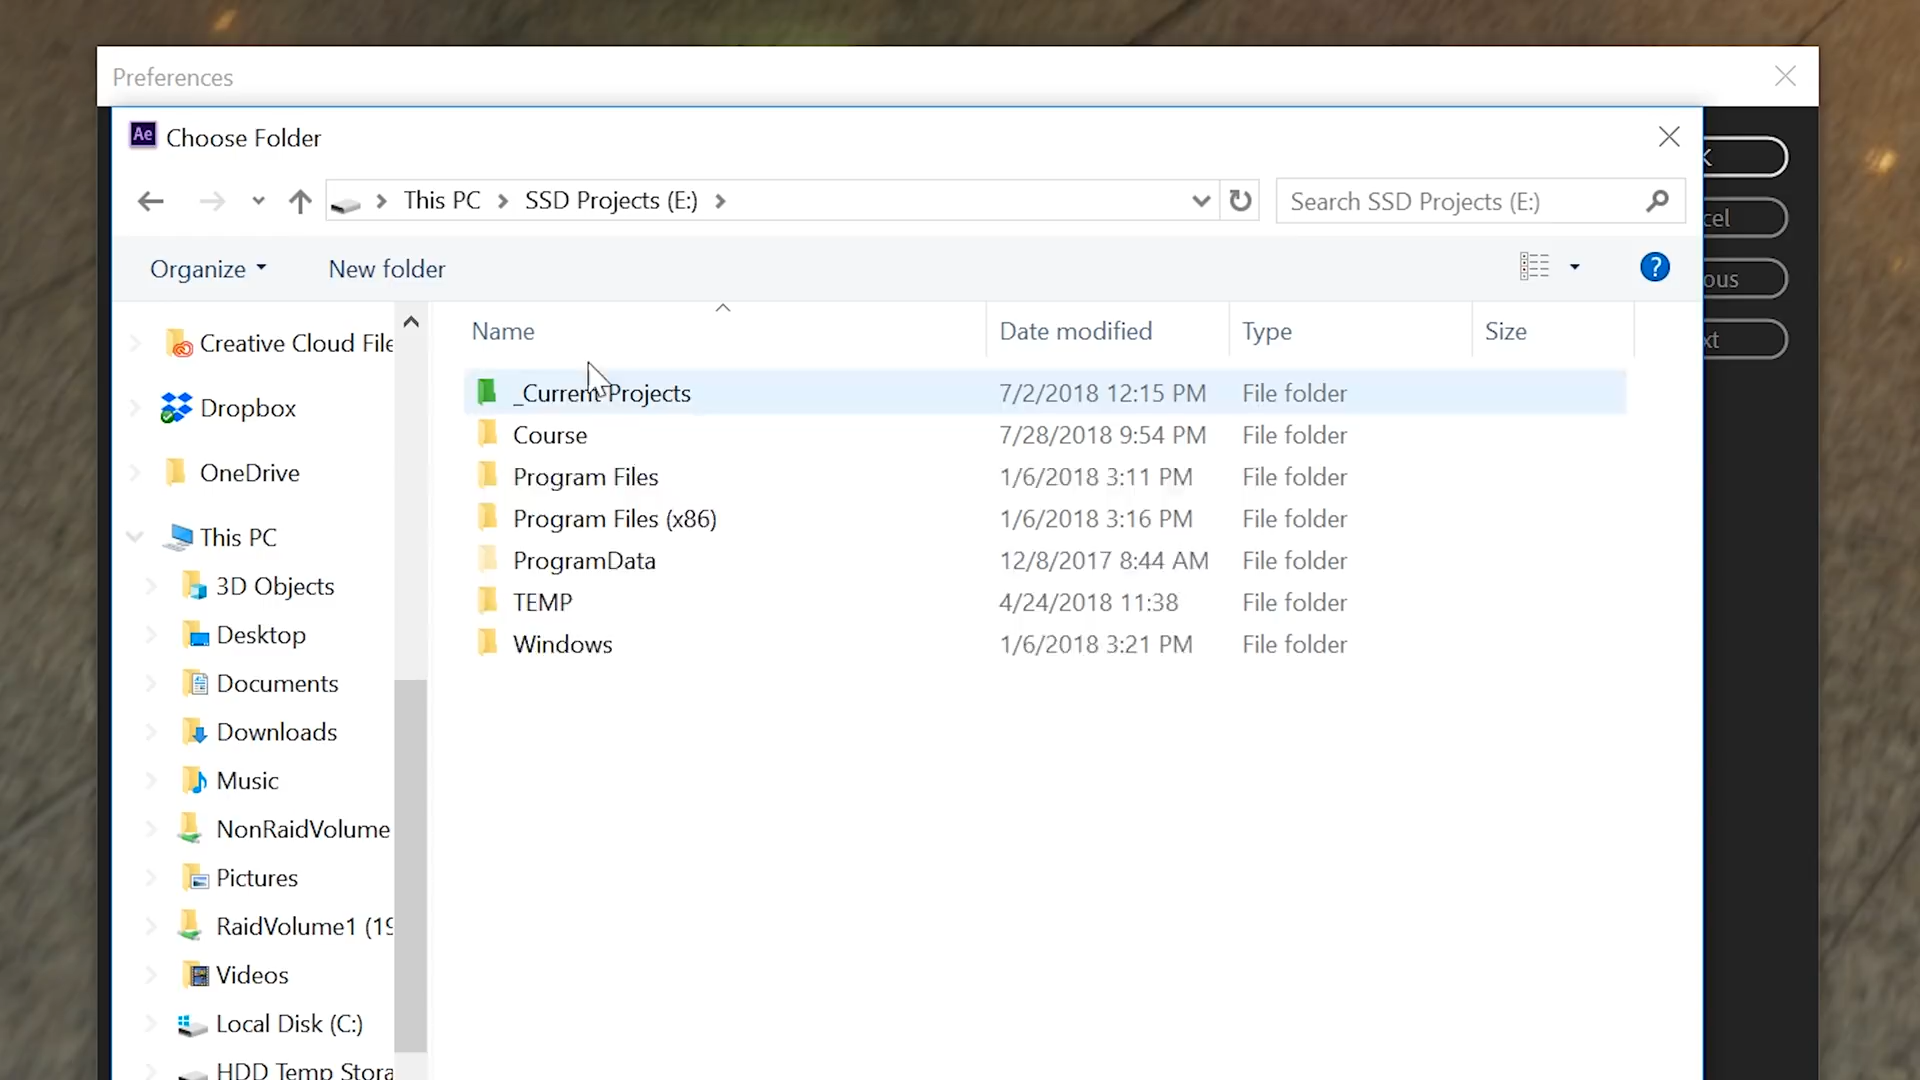 Preferences
Ae Choose Folder
This PC SSD Projects (E:)
Search SSD Projects (E:)
Organize New folder
?
Name Date modified Type Size
Creative Cloud File
Dropbox
OneDrive
This PC
3D Objects
Desktop
Documents
Downloads
Music
NonRaidVolume
Pictures
RaidVolume1 (19
Videos
Local Disk (C:)
HDD Temp Stora
_Current Projects 7/2/2018 12:15 PM File folder
Course 7/28/2018 9:54 PM File folder
Program Files 1/6/2018 3:11 PM File folder
Program Files (x86) 1/6/2018 3:16 PM File folder
ProgramData 12/8/2017 8:44 AM File folder
TEMP 4/24/2018 11:38 File folder
Windows 1/6/2018 3:21 PM File folder
K
cel
ous
xt